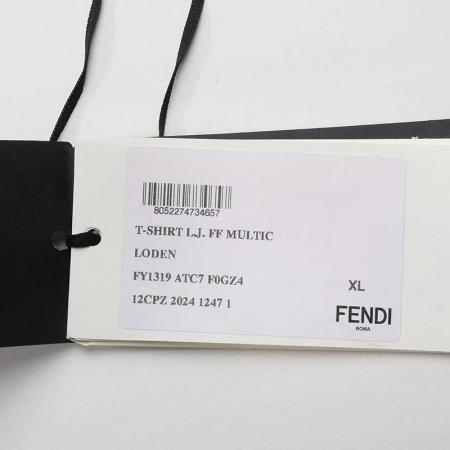 8052274734657
T-SHIRT L.J. FF MULTIC
LODEN
FY1319 ATC7 F0GZ4
12CPZ 2024 1247 1
XL
FENDI
ROMA